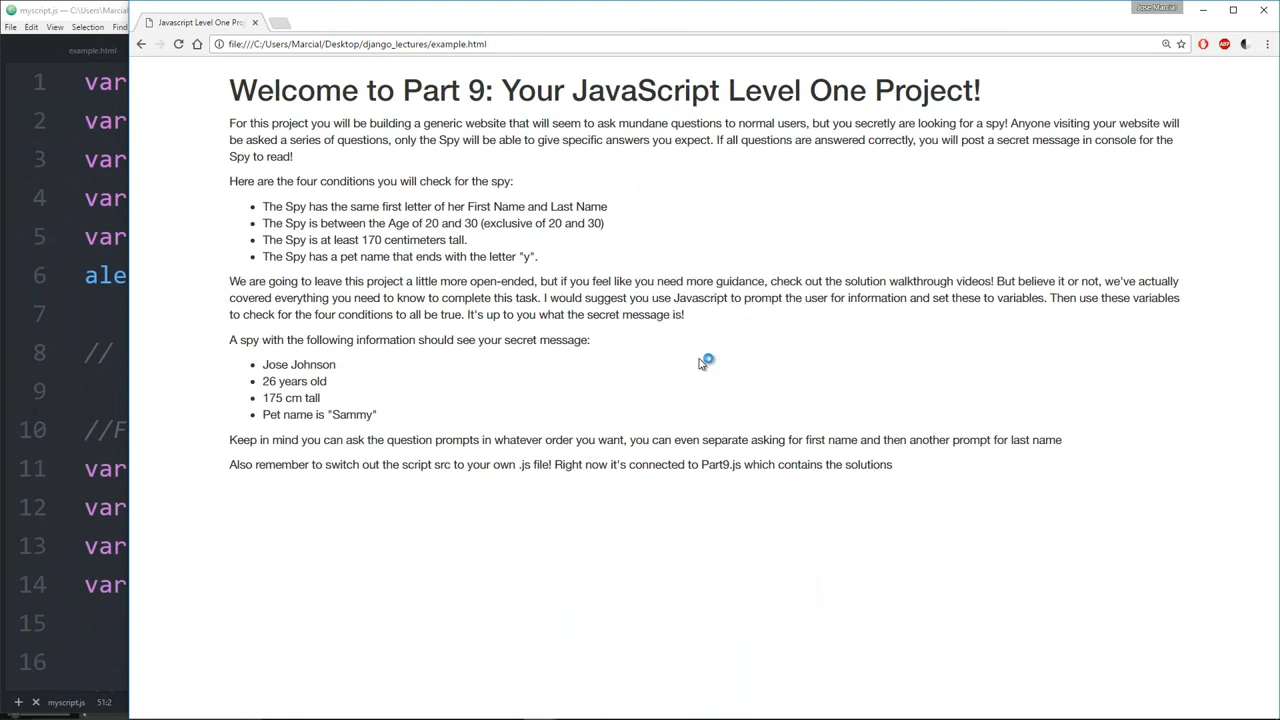 myscript.js — C:\Users\Marcial
File Edit View Selection Find
example.html
1 var
2 var
3 var
4 var
5 var
6 ale
7
8 //
9
10 //F
11 var
12 var
13 var
14 var
15
16
myscript.js 51:2
Javascript Level One Pro
Jose Marcial
file:///C:/Users/Marcial/Desktop/django_lectures/example.html
ABP
Welcome to Part 9: Your JavaScript Level One Project!
For this project you will be building a generic website that will seem to ask mundane questions to normal users, but you secretly are looking for a spy! Anyone visiting your website will
be asked a series of questions, only the Spy will be able to give specific answers you expect. If all questions are answered correctly, you will post a secret message in console for the
Spy to read!
Here are the four conditions you will check for the spy:
• The Spy has the same first letter of her First Name and Last Name
• The Spy is between the Age of 20 and 30 (exclusive of 20 and 30)
• The Spy is at least 170 centimeters tall.
• The Spy has a pet name that ends with the letter "y".
We are going to leave this project a little more open-ended, but if you feel like you need more guidance, check out the solution walkthrough videos! But believe it or not, we've actually
covered everything you need to know to complete this task. I would suggest you use Javascript to prompt the user for information and set these to variables. Then use these variables
to check for the four conditions to all be true. It's up to you what the secret message is!
A spy with the following information should see your secret message:
• Jose Johnson
• 26 years old
• 175 cm tall
• Pet name is "Sammy"
Keep in mind you can ask the question prompts in whatever order you want, you can even separate asking for first name and then another prompt for last name
Also remember to switch out the script src to your own .js file! Right now it's connected to Part9.js which contains the solutions